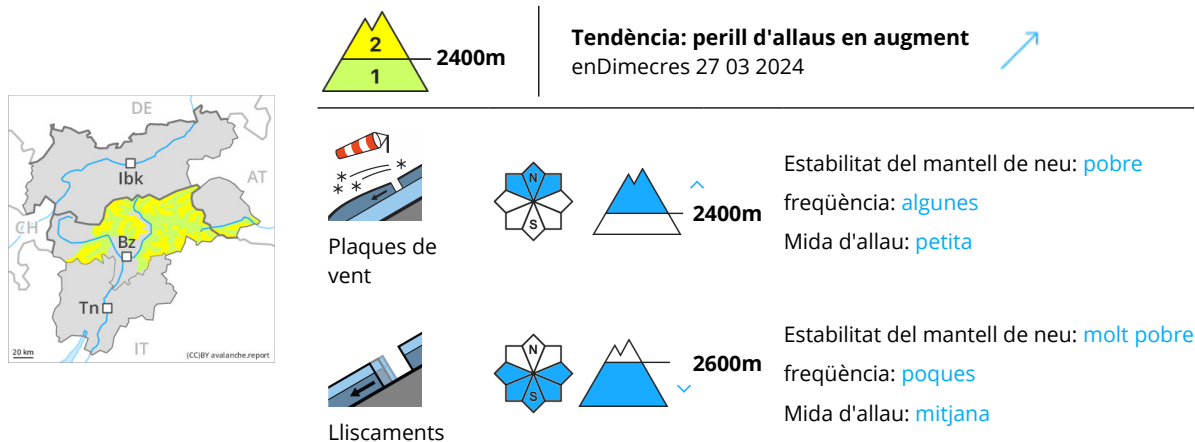 2
1
2400m
Tendència: perill d'allaus en augment
enDimecres 27 03 2024
DE
Ibk
AT
CH
Bz
Tn
IT
20 km
(CC)BY avalanche.report
Plaques de
vent
N
S
2400m
Estabilitat del mantell de neu: pobre
freqüència: algunes
Mida d'allau: petita
Lliscaments
N
S
2600m
Estabilitat del mantell de neu: molt pobre
freqüència: poques
Mida d'allau: mitjana